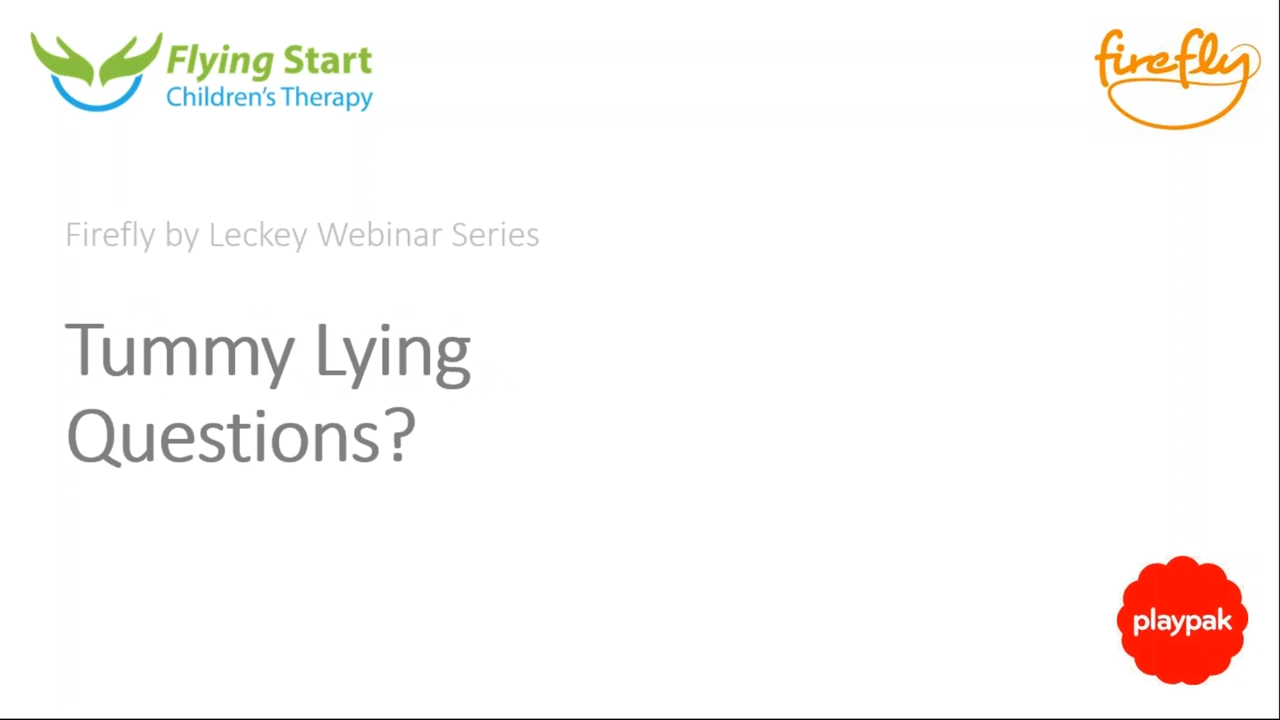 Flying Start
Children's Therapy
firefly
Firefly by Leckey Webinar Series
Tummy Lying
Questions?
playpak